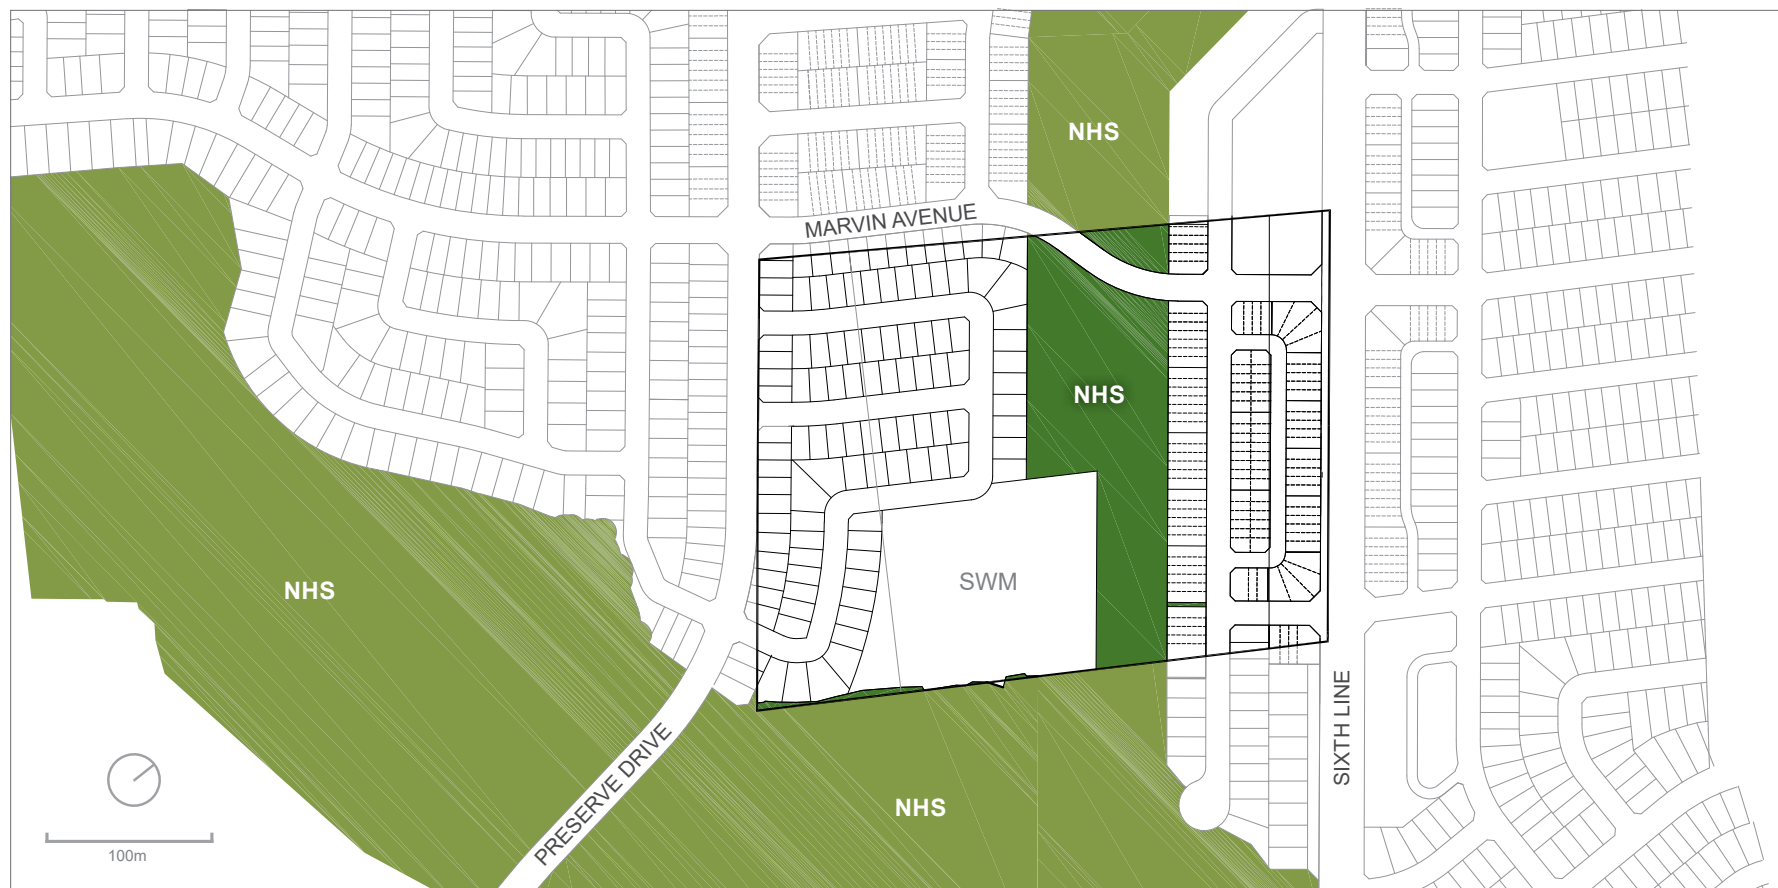 NHS
MARVIN AVENUE
NHS
SWM
NHS
SIXTH LINE
PRESERVE DRIVE
NHS
100m